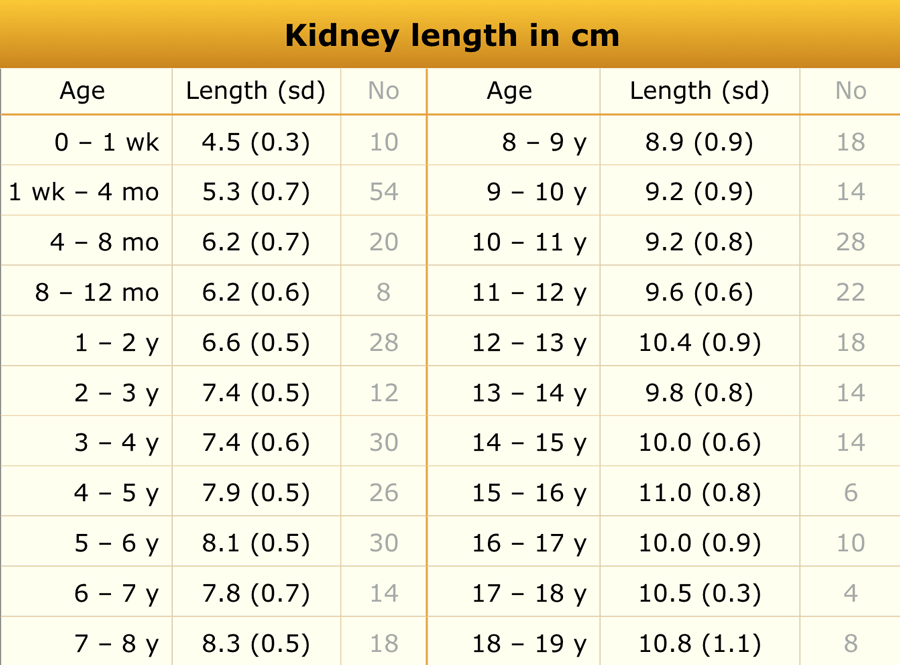 Kidney length in cm
Age Length (sd) No Age Length (sd) No
0 – 1 wk 4.5 (0.3) 10 8 – 9 y 8.9 (0.9) 18
1 wk – 4 mo 5.3 (0.7) 54 9 – 10 y 9.2 (0.9) 14
4 – 8 mo 6.2 (0.7) 20 10 – 11 y 9.2 (0.8) 28
8 – 12 mo 6.2 (0.6) 8 11 – 12 y 9.6 (0.6) 22
1 – 2 y 6.6 (0.5) 28 12 – 13 y 10.4 (0.9) 18
2 – 3 y 7.4 (0.5) 12 13 – 14 y 9.8 (0.8) 14
3 – 4 y 7.4 (0.6) 30 14 – 15 y 10.0 (0.6) 14
4 – 5 y 7.9 (0.5) 26 15 – 16 y 11.0 (0.8) 6
5 – 6 y 8.1 (0.5) 30 16 – 17 y 10.0 (0.9) 10
6 – 7 y 7.8 (0.7) 14 17 – 18 y 10.5 (0.3) 4
7 – 8 y 8.3 (0.5) 18 18 – 19 y 10.8 (1.1) 8